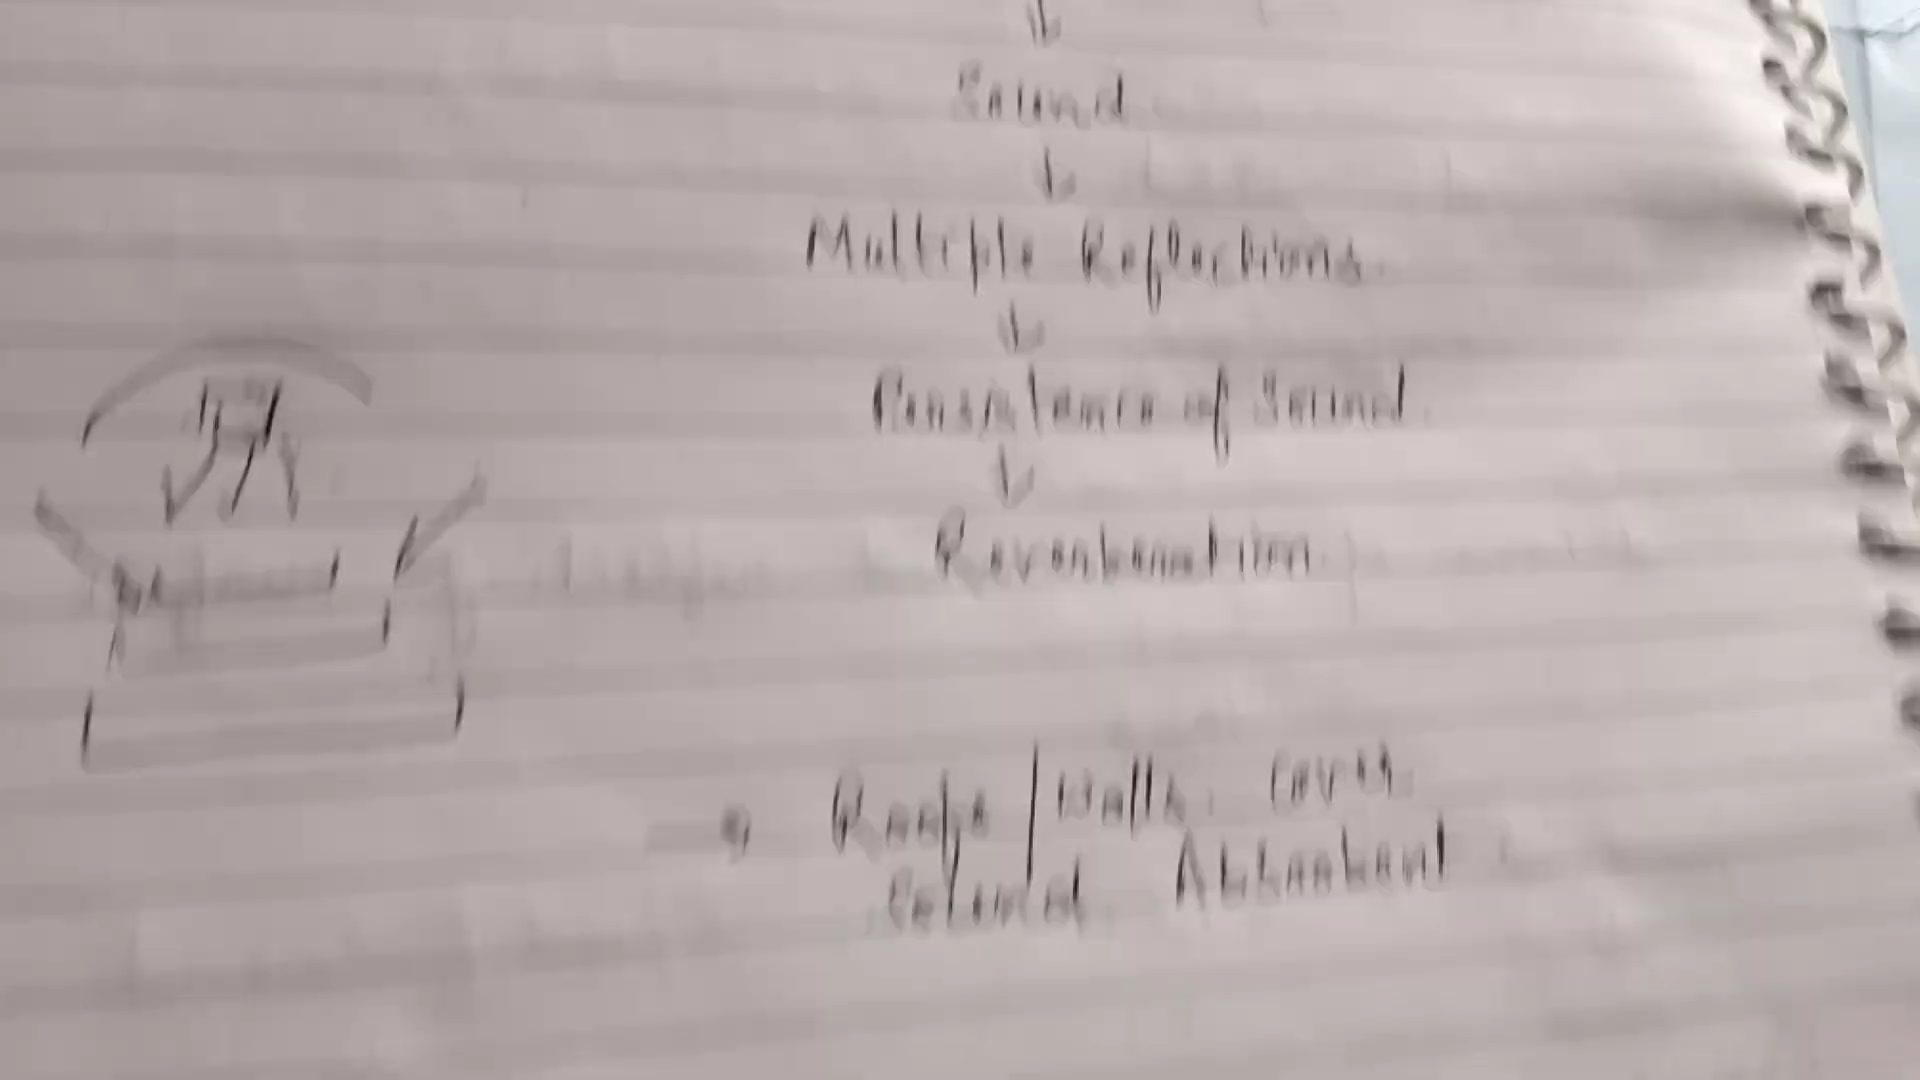 ↓
Sound
↓
Multiple Reflections
↓
Persistence of Sound
↓
Reverberation
→ Roofs / Walls. cover
Sound Absorbent